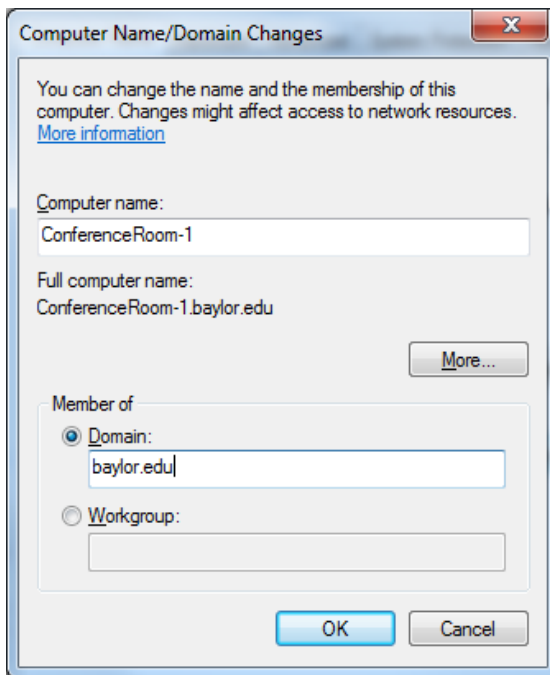 Computer Name/Domain Changes
You can change the name and the membership of this
computer. Changes might affect access to network resources.
More information
Computer name:
ConferenceRoom-1
Full computer name:
ConferenceRoom-1.baylor.edu
More...
Member of
Domain:
baylor.edu
Workgroup:
OK Cancel